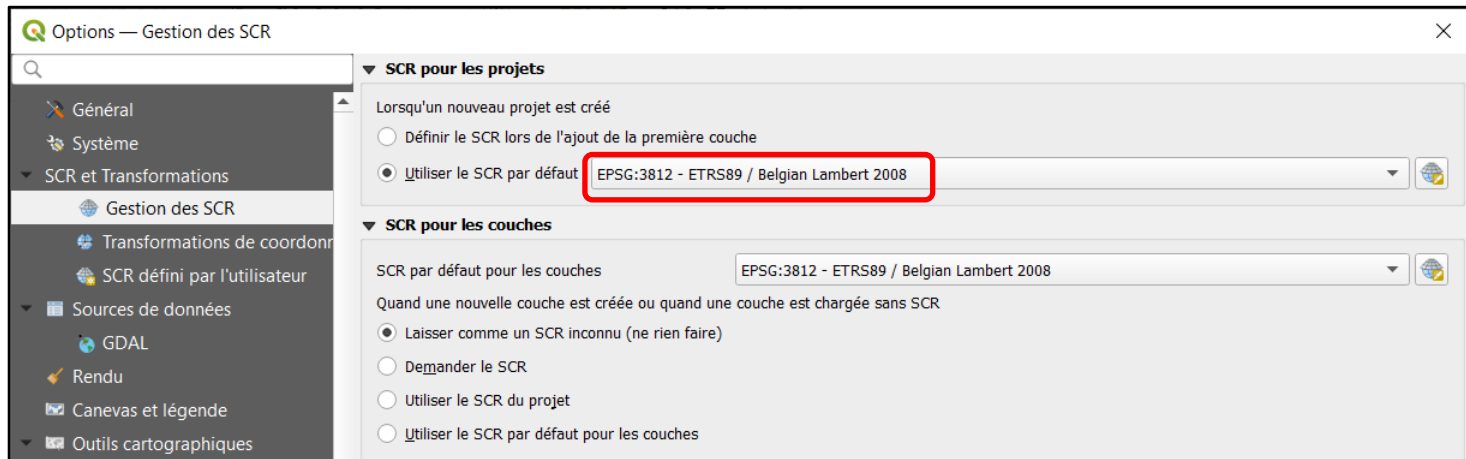 Options — Gestion des SCR
SCR pour les projets
Général
Lorsqu'un nouveau projet est créé
Définir le SCR lors de l'ajout de la première couche
Système
SCR et Transformations
Utiliser le SCR par défaut EPSG:3812 - ETRS89 / Belgian Lambert 2008
Gestion des SCR
SCR pour les couches
Transformations de coordonr
SCR défini par l'utilisateur
SCR par défaut pour les couches EPSG:3812 - ETRS89 / Belgian Lambert 2008
Sources de données
Quand une nouvelle couche est créée ou quand une couche est chargée sans SCR
Laisser comme un SCR inconnu (ne rien faire)
GDAL
Demander le SCR
Rendu
Utiliser le SCR du projet
Canevas et légende
Utiliser le SCR par défaut pour les couches
Outils cartographiques